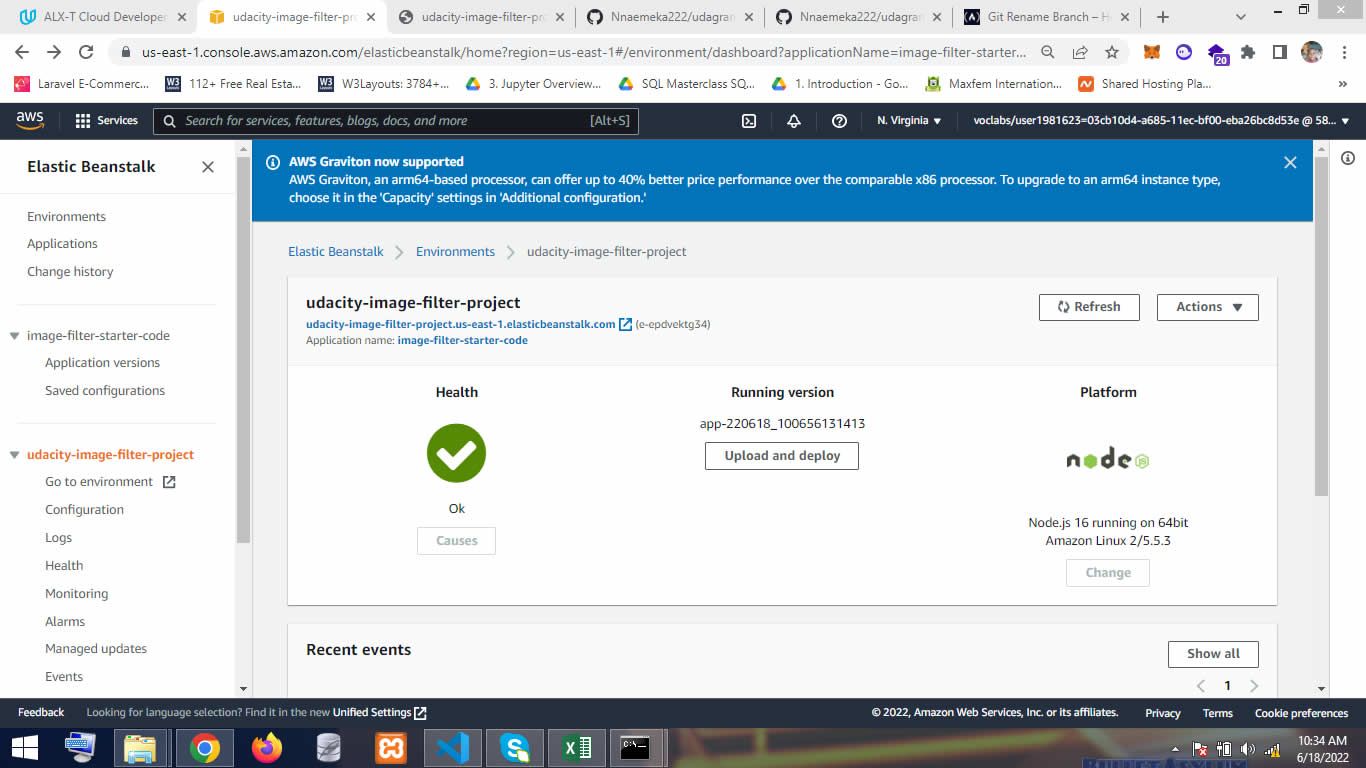 ALX-T Cloud Developer
udacity-image-filter-pro
udacity-image-filter-pro
Nnaemeka222/udagran
Nnaemeka222/udagran
Git Rename Branch – H
us-east-1.console.aws.amazon.com/elasticbeanstalk/home?region=us-east-1#/environment/dashboard?applicationName=image-filter-starter...
20
Laravel E-Commerc...
W3 112+ Free Real Esta...
W3 W3Layouts: 3784+...
3. Jupyter Overview...
SQL Masterclass SQ...
1. Introduction - Go...
Maxfem Internation...
Shared Hosting Pla...
»
aws
Services
Search for services, features, blogs, docs, and more
[Alt+S]
N. Virginia
voclabs/user1981623=03cb10d4-a685-11ec-bf00-eba26bc8d53e @ 58...
Elastic Beanstalk
Environments
Applications
Change history
image-filter-starter-code
Application versions
Saved configurations
udacity-image-filter-project
Go to environment
Configuration
Logs
Health
Monitoring
Alarms
Managed updates
Events
AWS Graviton now supported
AWS Graviton, an arm64-based processor, can offer up to 40% better price performance over the comparable x86 processor. To upgrade to an arm64 instance type,
choose it in the 'Capacity' settings in 'Additional configuration.'
Elastic Beanstalk
Environments
udacity-image-filter-project
udacity-image-filter-project
udacity-image-filter-project.us-east-1.elasticbeanstalk.com (e-epdvektg34)
Application name: image-filter-starter-code
Refresh
Actions
Health
Ok
Causes
Running version
app-220618_100656131413
Upload and deploy
Platform
node JS
Node.js 16 running on 64bit
Amazon Linux 2/5.5.3
Change
Recent events
Show all
1
Feedback
Looking for language selection? Find it in the new Unified Settings
© 2022, Amazon Web Services, Inc. or its affiliates.
Privacy
Terms
Cookie preferences
10:34 AM
6/18/2022